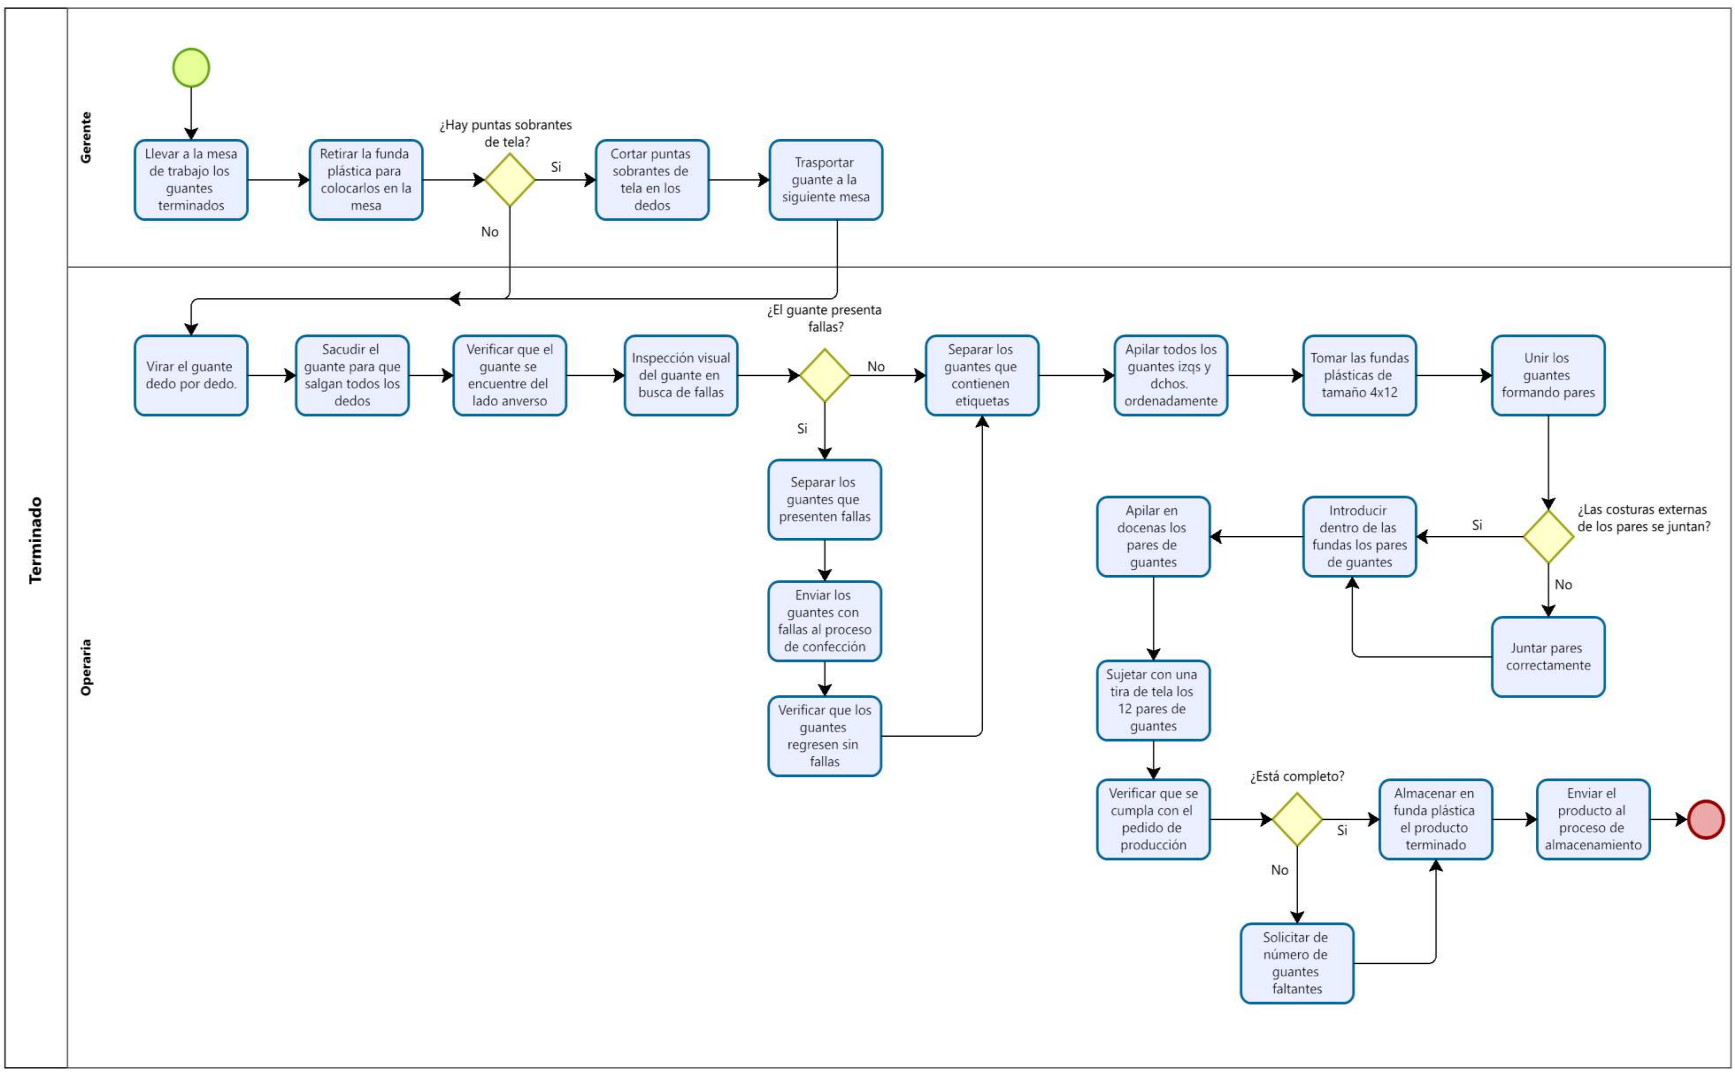 Terminado
Gerente
¿Hay puntas sobrantes
de tela?
Llevar a la mesa
de trabajo los
guantes
terminados
Retirar la funda
plástica para
colocarlos en la
mesa
Si
No
Cortar puntas
sobrantes de
tela en los
dedos
Trasportar
guante a la
siguiente mesa
Operaria
Virar el guante
dedo por dedo.
Sacudir el
guante para que
salgan todos los
dedos
Verificar que el
guante se
encuentre del
lado anverso
Inspección visual
del guante en
busca de fallas
¿El guante presenta
fallas?
No
Si
Separar los
guantes que
contienen
etiquetas
Apilar todos los
guantes izqs y
dchos.
ordenadamente
Tomar las fundas
plásticas de
tamaño 4x12
Unir los
guantes
formando pares
Separar los
guantes que
presenten fallas
Enviar los
guantes con
fallas al proceso
de confección
Verificar que los
guantes
regresen sin
fallas
¿Las costuras externas
de los pares se juntan?
Si
No
Introducir
dentro de las
fundas los pares
de guantes
Juntar pares
correctamente
Apilar en
docenas los
pares de
guantes
Sujetar con una
tira de tela los
12 pares de
guantes
Verificar que se
cumpla con el
pedido de
producción
¿Está completo?
Si
No
Almacenar en
funda plástica
el producto
terminado
Enviar el
producto al
proceso de
almacenamiento
Solicitar de
número de
guantes
faltantes